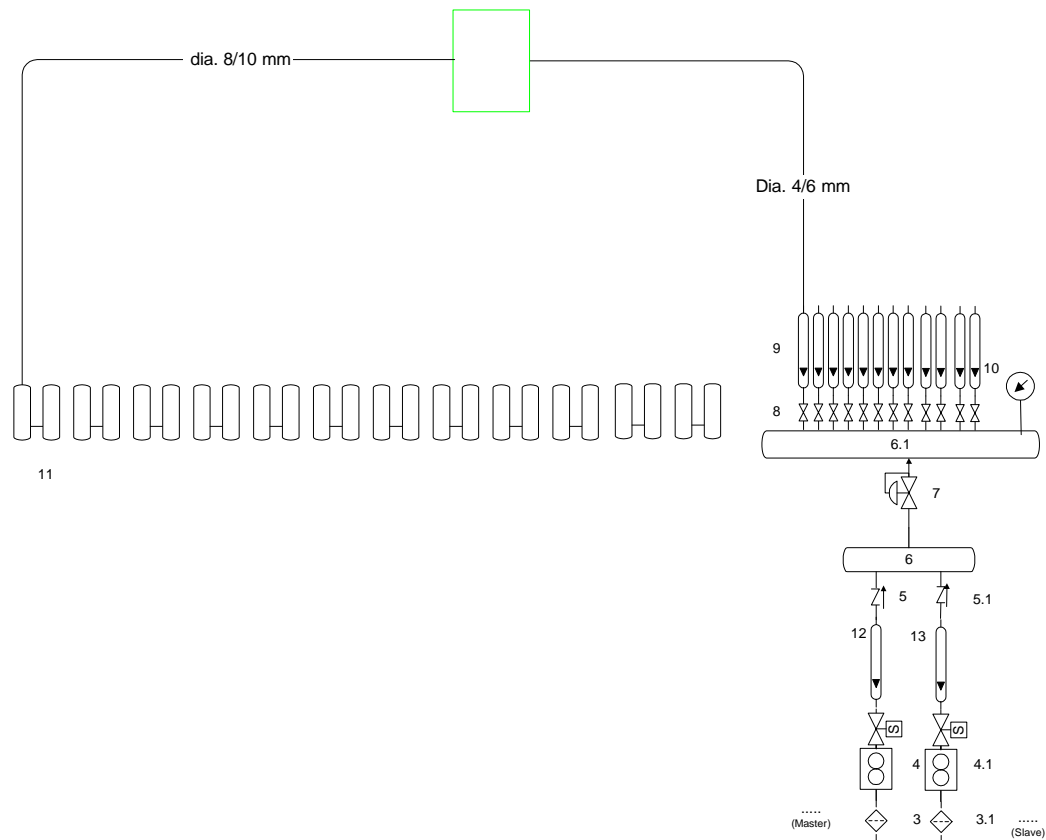 dia. 8/10 mm
Dia. 4/6 mm
9
10
8
6.1
11
7
6
5
5.1
12
13
S
S
4
4.1
.....
(Master)
3
3.1
.....
(Slave)